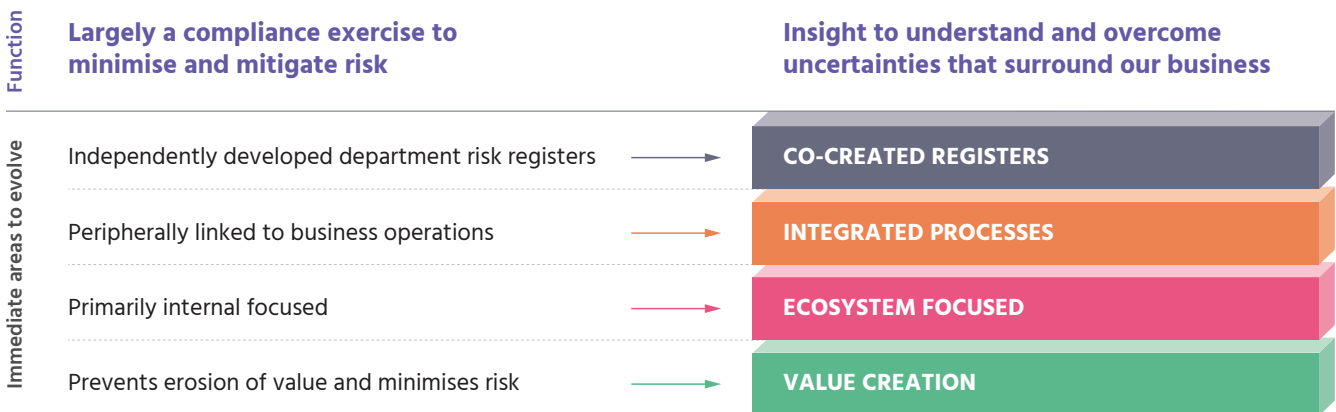 Function
Largely a compliance exercise to
minimise and mitigate risk
Insight to understand and overcome
uncertainties that surround our business
Immediate areas to evolve
Independently developed department risk registers
CO-CREATED REGISTERS
Peripherally linked to business operations
INTEGRATED PROCESSES
Primarily internal focused
ECOSYSTEM FOCUSED
Prevents erosion of value and minimises risk
VALUE CREATION